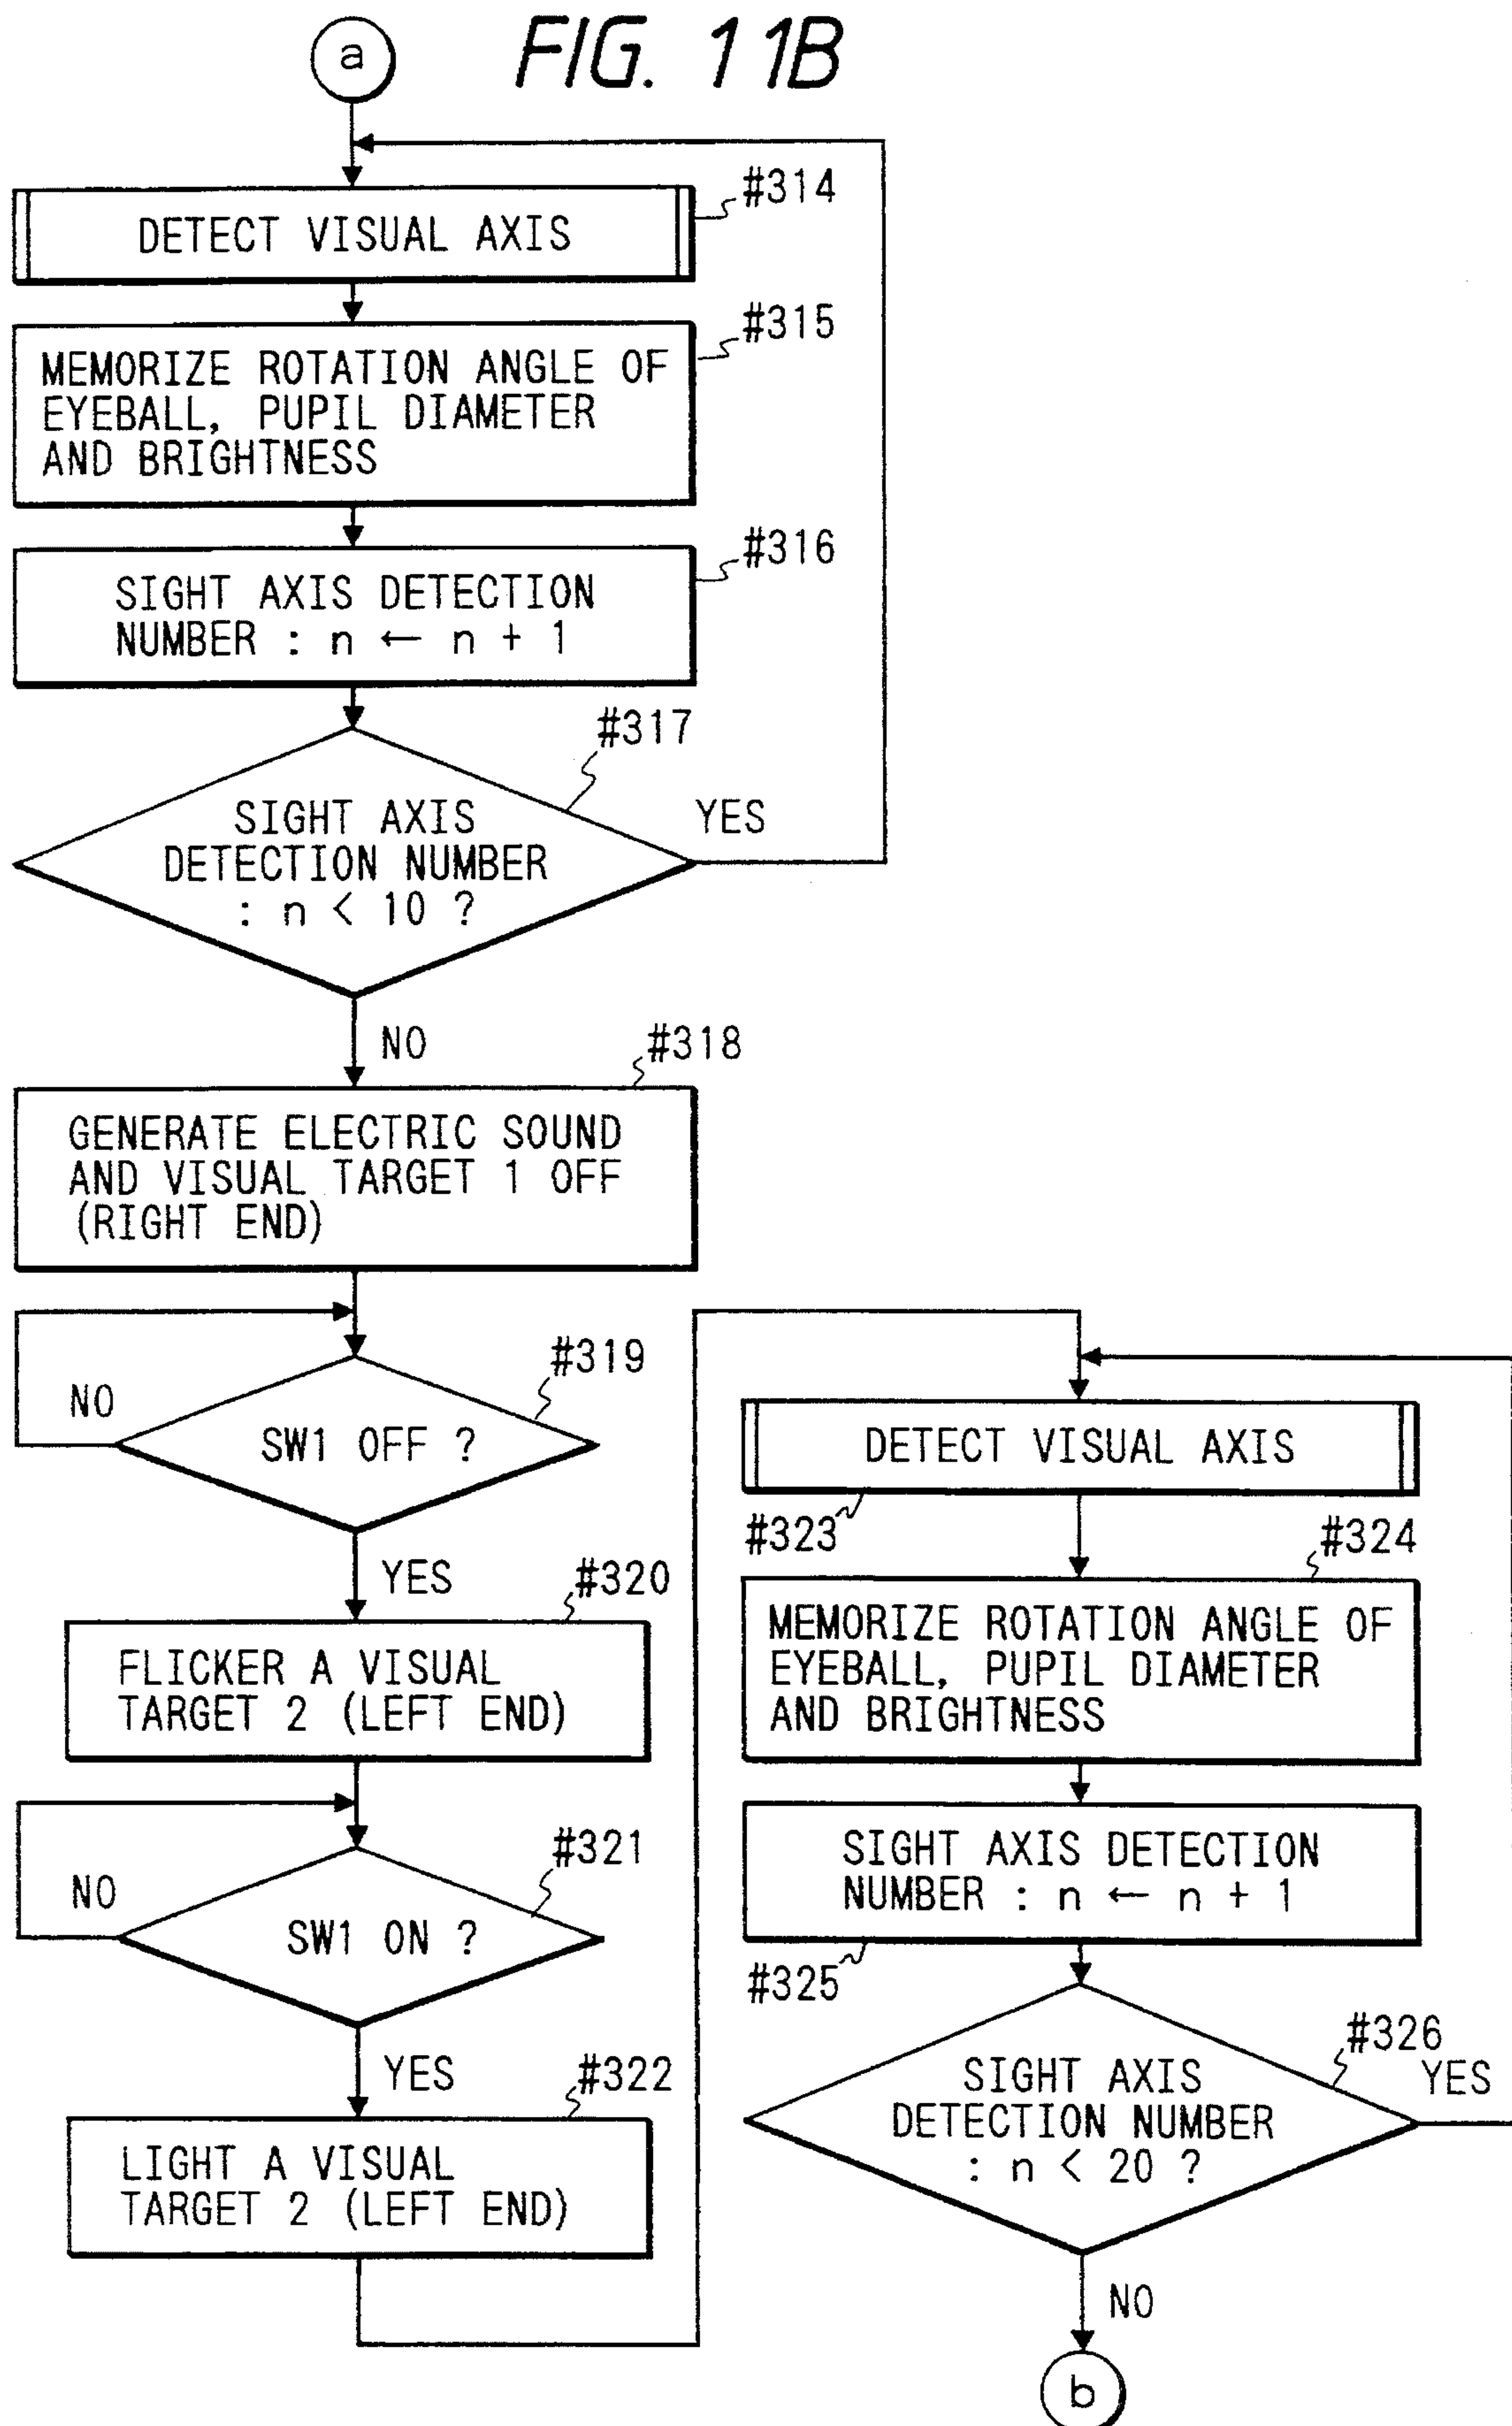 FIG. 11B
a
#314
DETECT VISUAL AXIS
#315
MEMORIZE ROTATION ANGLE OF
EYEBALL, PUPIL DIAMETER
AND BRIGHTNESS
#316
SIGHT AXIS DETECTION
NUMBER : n ← n + 1
#317
SIGHT AXIS
DETECTION NUMBER
: n < 10 ?
YES
NO
#318
GENERATE ELECTRIC SOUND
AND VISUAL TARGET 1 OFF
(RIGHT END)
#319
NO
SW1 OFF ?
YES
#320
FLICKER A VISUAL
TARGET 2 (LEFT END)
#321
NO
SW1 ON ?
YES
#322
LIGHT A VISUAL
TARGET 2 (LEFT END)
DETECT VISUAL AXIS
#323
#324
MEMORIZE ROTATION ANGLE OF
EYEBALL, PUPIL DIAMETER
AND BRIGHTNESS
SIGHT AXIS DETECTION
NUMBER : n ← n + 1
#325
#326
SIGHT AXIS
DETECTION NUMBER
: n < 20 ?
YES
NO
b